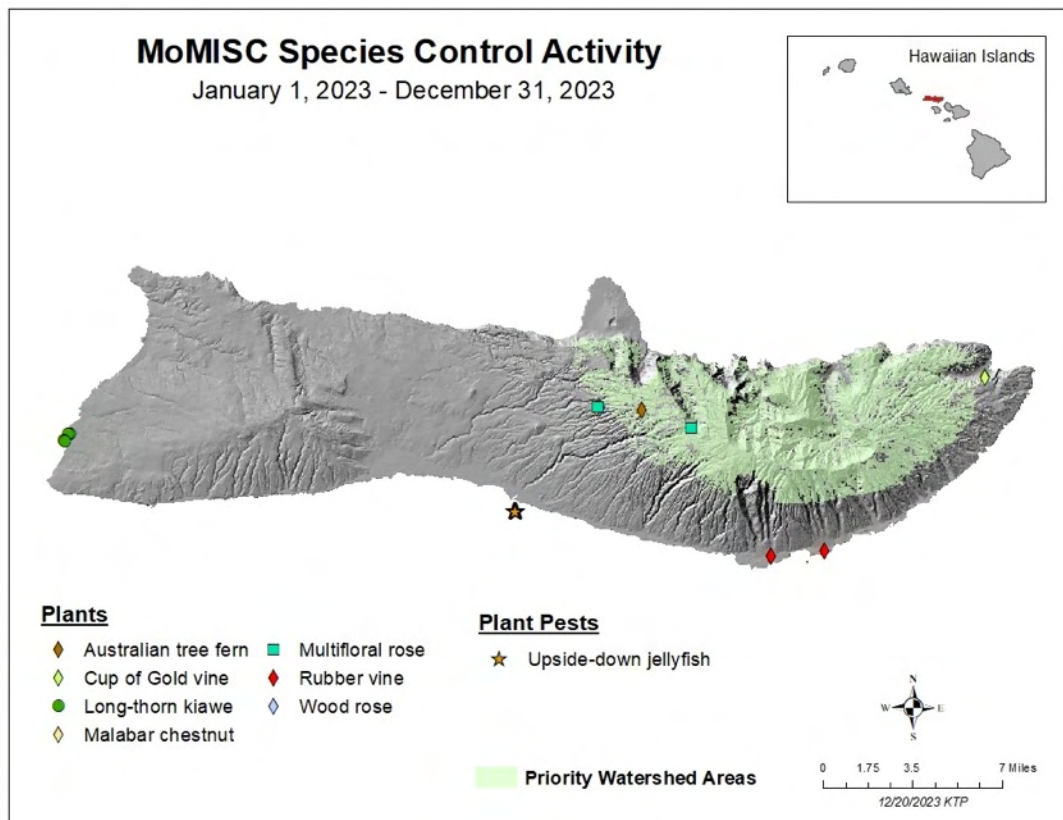 MoMISC Species Control Activity
January 1, 2023 - December 31, 2023
Hawaiian Islands
Plants
Australian tree fern
Cup of Gold vine
Long-thorn kiawe
Malabar chestnut
Multifloral rose
Rubber vine
Wood rose
Plant Pests
Upside-down jellyfish
Priority Watershed Areas
N
W E
S
0 1.75 3.5 7 Miles
12/20/2023 KTP